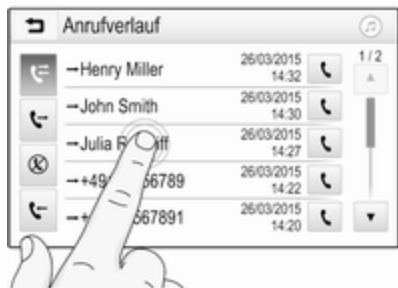 Anrufverlauf
1/2
→Henry Miller 26/03/2015 14:32
→John Smith 26/03/2015 14:30
→Julia R 26/03/2015 14:27
→+49 56789 26/03/2015 14:22
→+ 567891 26/03/2015 14:20